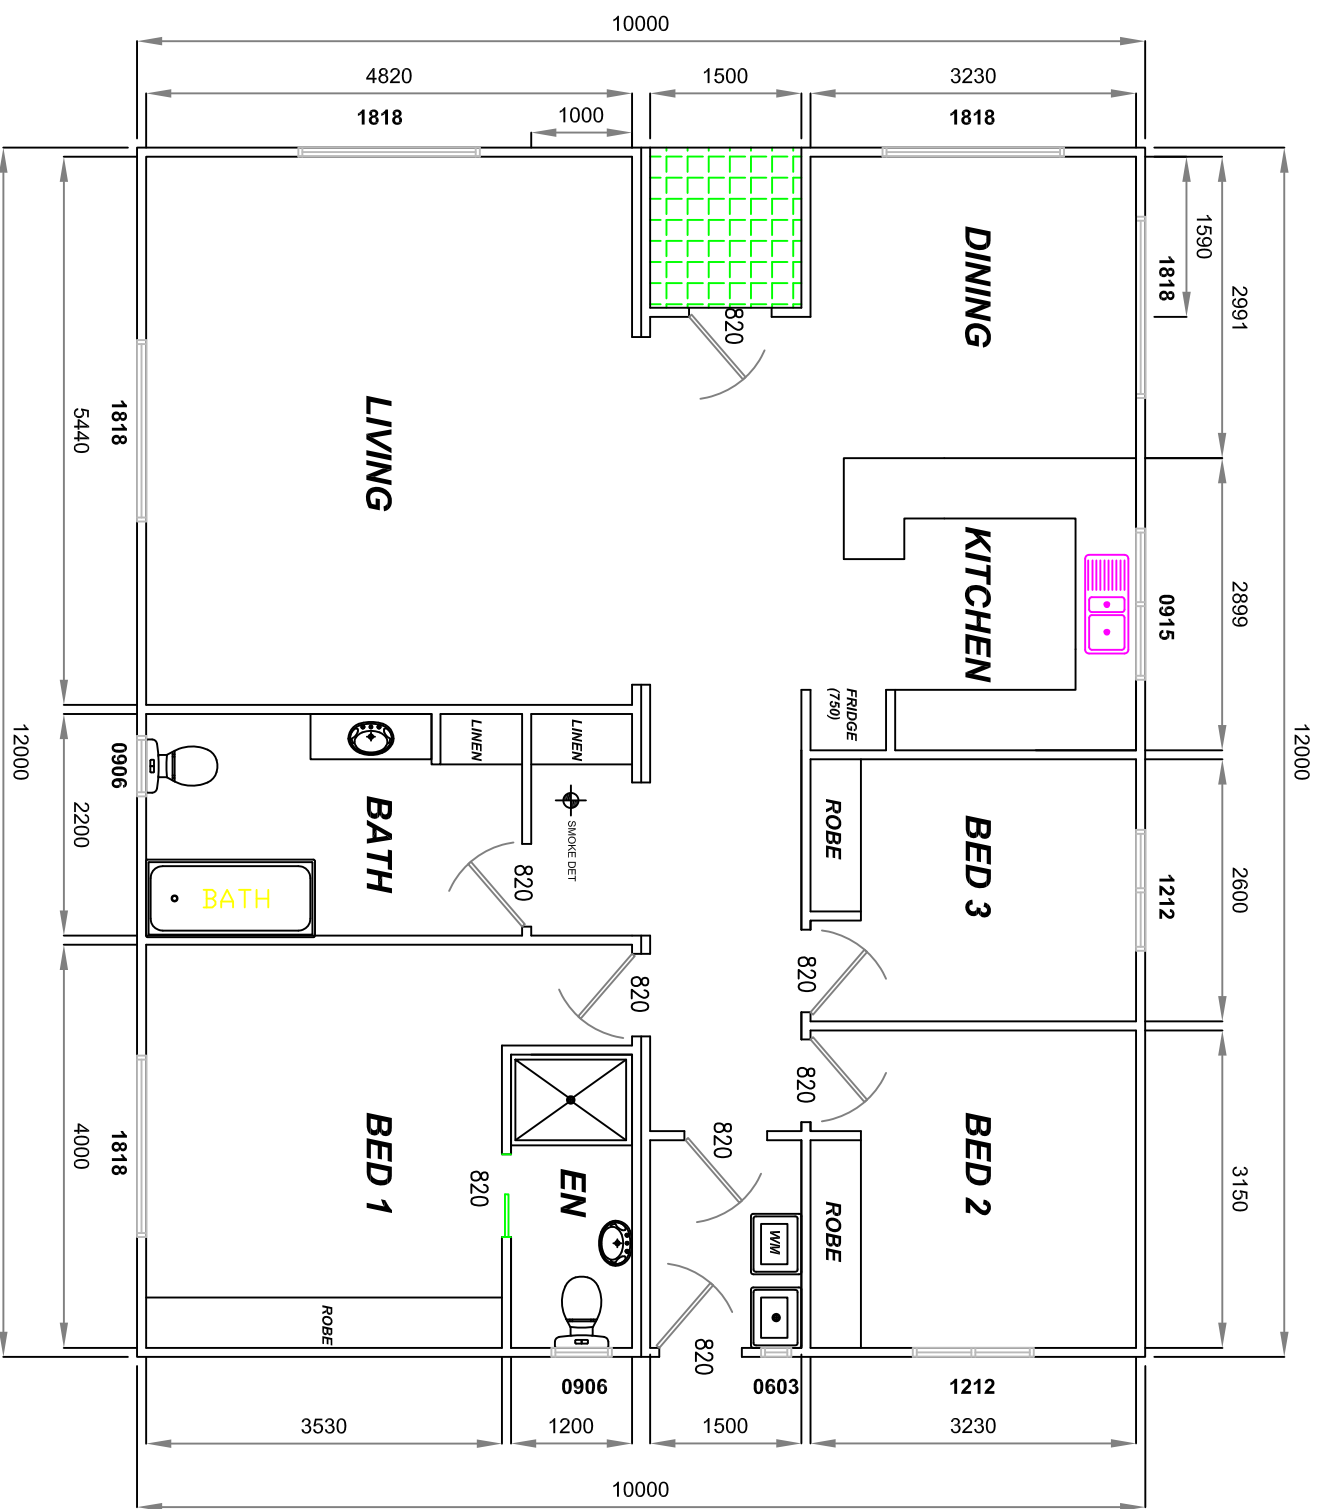 10000
4820
1500
3230
1818
1000
1818
1590
2991
1818
820
DINING
LIVING
1818
5440
12000
12000
KITCHEN
0915
2899
FRIDGE
(750)
LINEN
LINEN
0906
2200
BATH
BATH
820
SMOKE DET
ROBE
BED 3
1212
2600
820
820
820
BED 2
3150
ROBE
820
BED 1
1818
4000
820
EN
WM
ROBE
820
0906
0603
1212
3530
1200
1500
3230
10000